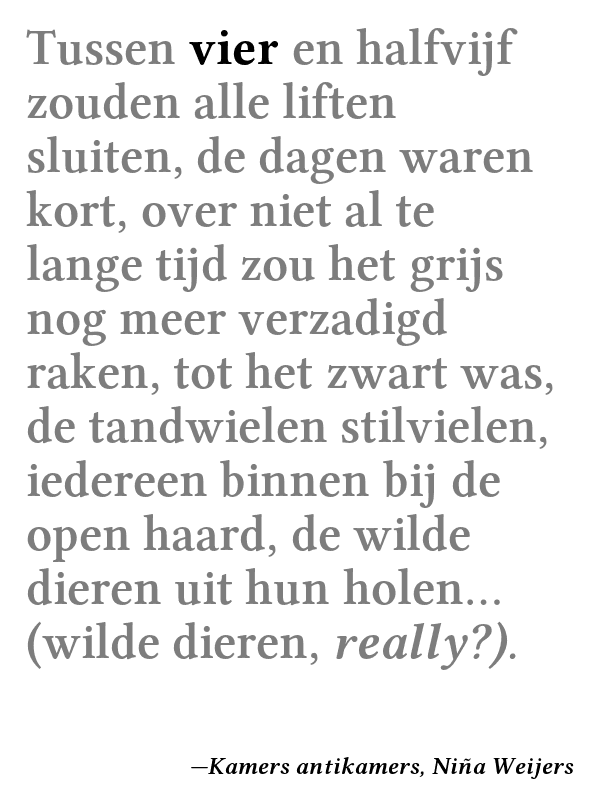 Tussen vier en halfvijf
zouden alle liften
sluiten, de dagen waren
kort, over niet al te
lange tijd zou het grijs
nog meer verzadigd
raken, tot het zwart was,
de tandwielen stilvielen,
iedereen binnen bij de
open haard, de wilde
dieren uit hun holen...
(wilde dieren, really?).
—Kamers antikamers, Niña Weijers